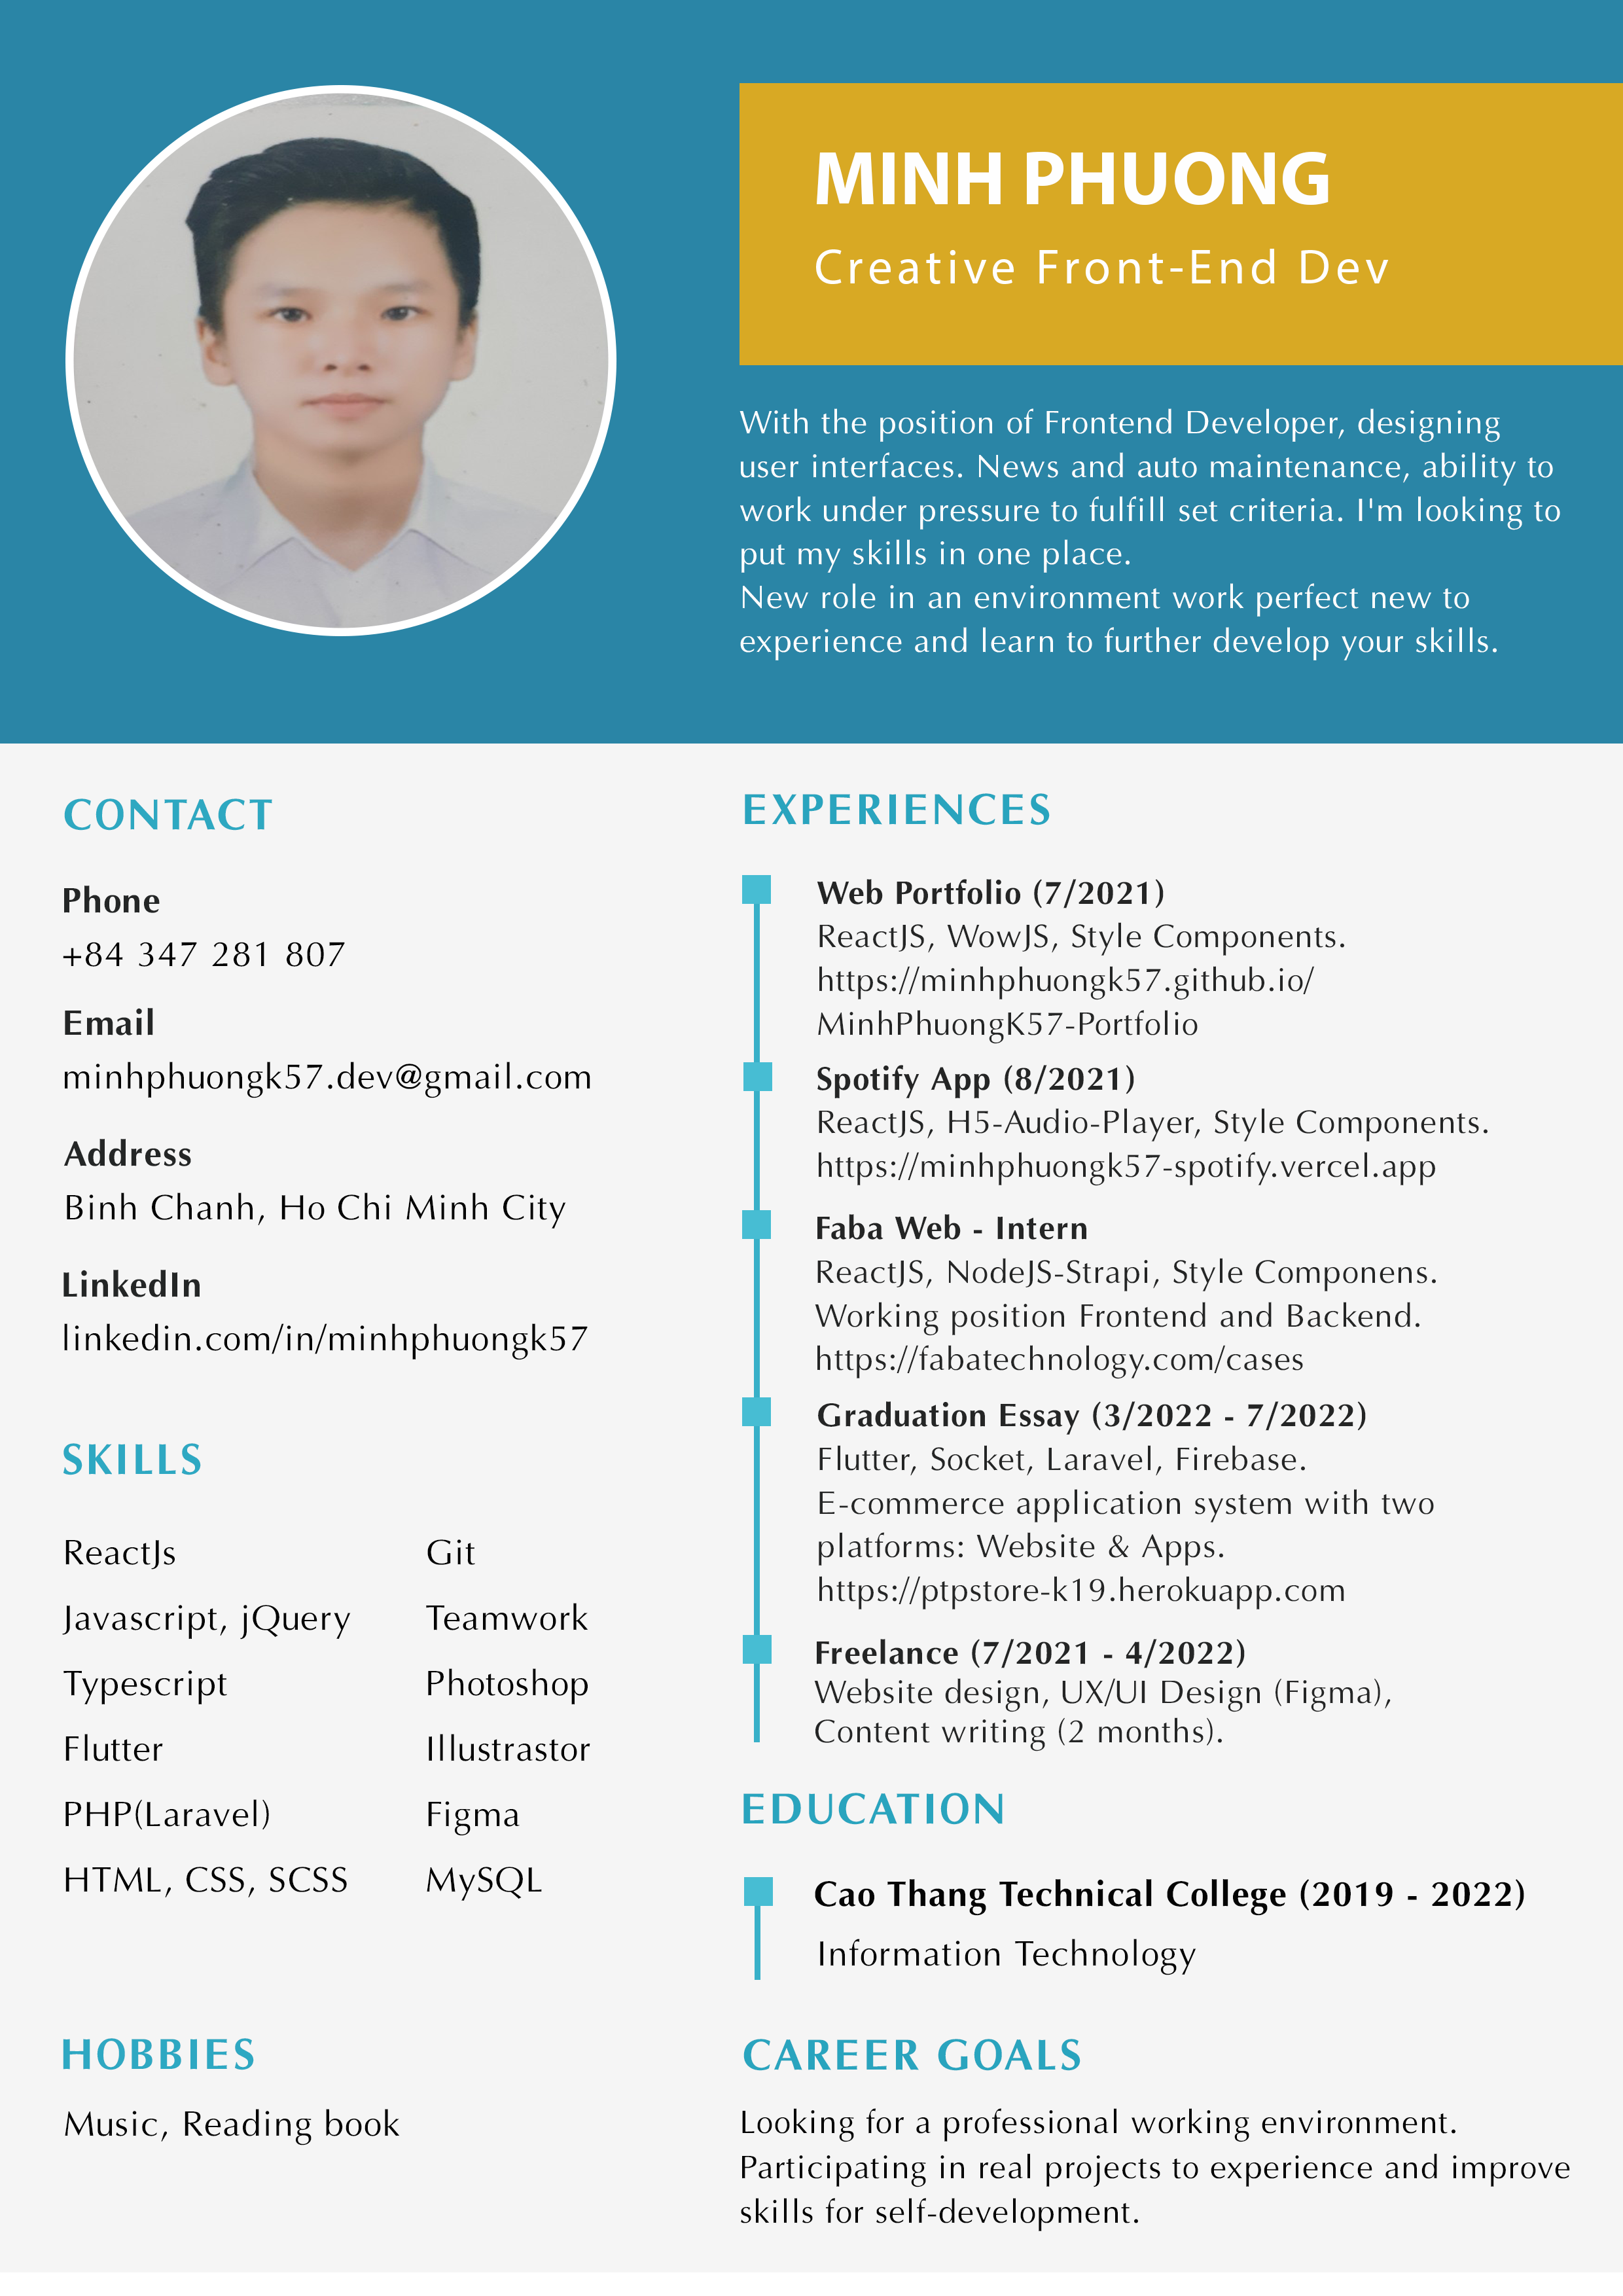 MINH PHUONG
Creative Front-End Dev
With the position of Frontend Developer, designing
user interfaces. News and auto maintenance, ability to
work under pressure to fulfill set criteria. I'm looking to
put my skills in one place.
New role in an environment work perfect new to
experience and learn to further develop your skills.
CONTACT
Phone
+84 347 281 807
Email
minhphuongk57.dev@gmail.com
Address
Binh Chanh, Ho Chi Minh City
LinkedIn
linkedin.com/in/minhphuongk57
SKILLS
ReactJs
Javascript, jQuery
Typescript
Flutter
PHP(Laravel)
HTML, CSS, SCSS
Git
Teamwork
Photoshop
Illustrastor
Figma
MySQL
HOBBIES
Music, Reading book
EXPERIENCES
Web Portfolio (7/2021)
ReactJS, WowJS, Style Components.
https://minhphuongk57.github.io/
MinhPhuongK57-Portfolio
Spotify App (8/2021)
ReactJS, H5-Audio-Player, Style Components.
https://minhphuongk57-spotify.vercel.app
Faba Web - Intern
ReactJS, NodeJS-Strapi, Style Componens.
Working position Frontend and Backend.
https://fabatechnology.com/cases
Graduation Essay (3/2022 - 7/2022)
Flutter, Socket, Laravel, Firebase.
E-commerce application system with two
platforms: Website & Apps.
https://ptpstore-k19.herokuapp.com
Freelance (7/2021 - 4/2022)
Website design, UX/UI Design (Figma),
Content writing (2 months).
EDUCATION
Cao Thang Technical College (2019 - 2022)
Information Technology
CAREER GOALS
Looking for a professional working environment.
Participating in real projects to experience and improve
skills for self-development.